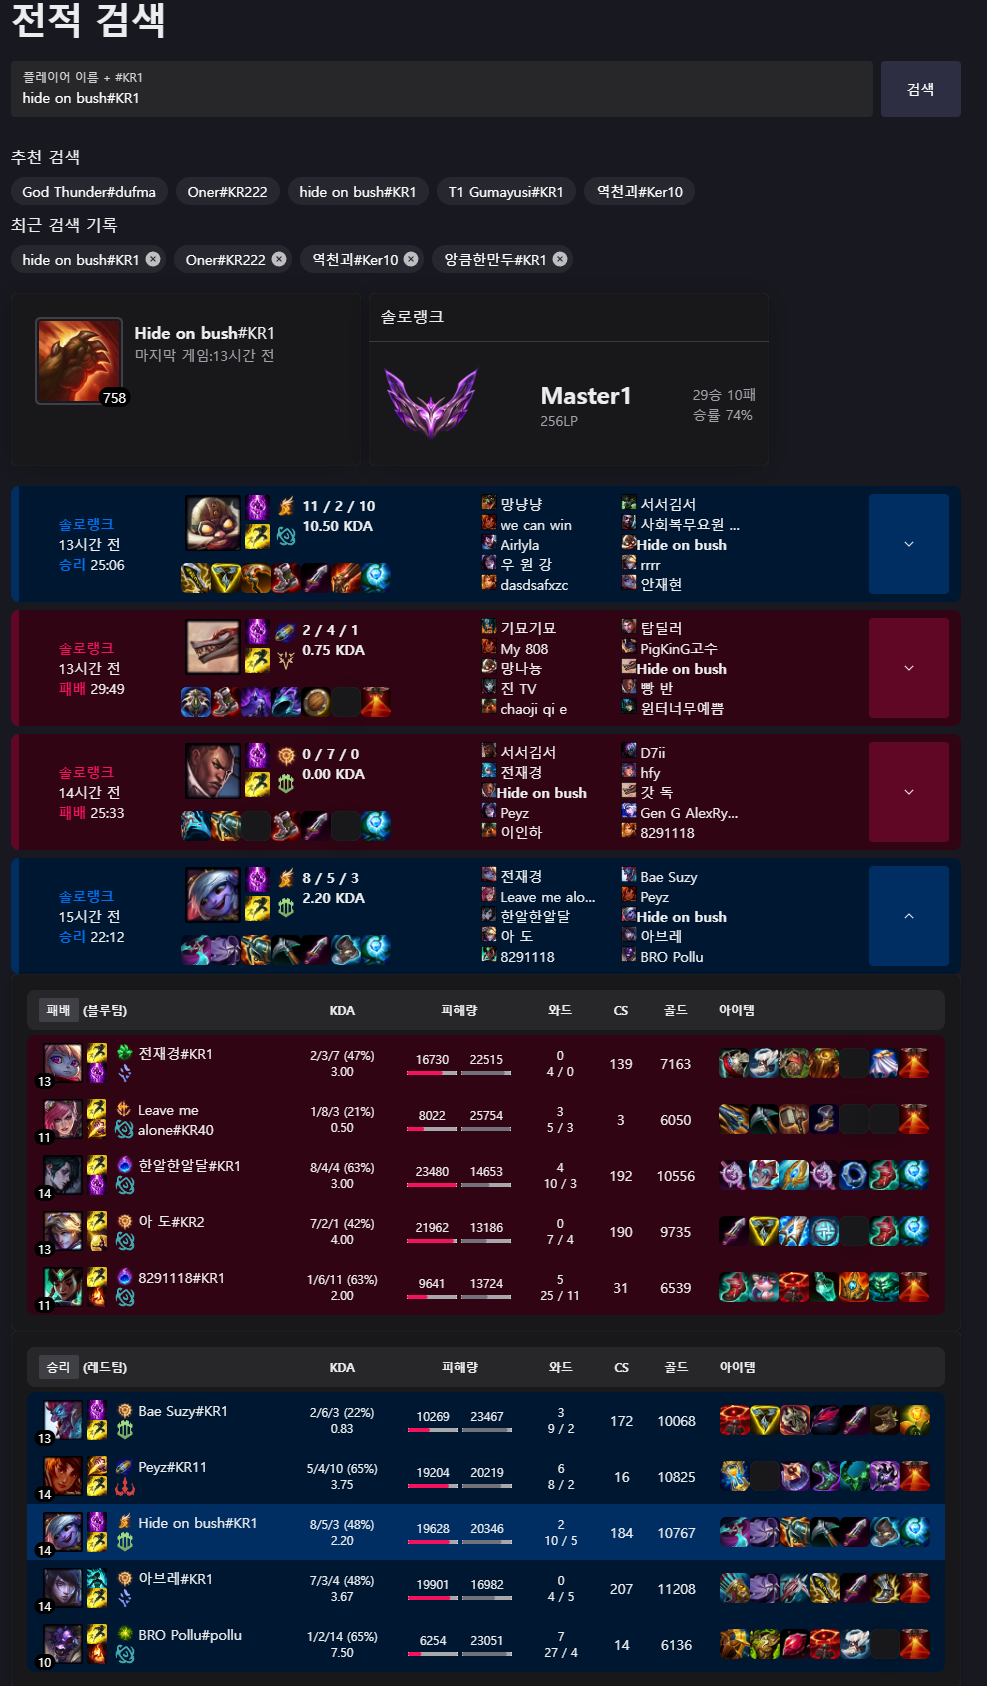 전적 검색
플레이어 이름 + #KR1
hide on bush#KR1
검색
추천 검색
God Thunder#dufma Oner#KR222 hide on bush#KR1 T1 Gumayusi#KR1 역천괴#Ker10
최근 검색 기록
hide on bush#KR1 Oner#KR222 역천괴#Ker10 앙큼한만두#KR1
758
Hide on bush#KR1
마지막 게임:13시간 전
솔로랭크
Master1
256LP
29승 10패
승률 74%
솔로랭크
13시간 전
승리 25:06
11 / 2 / 10
10.50 KDA
망냥냥
we can win
Airlyla
우 원 강
dasdsafxzc
서서김서
사회복무요원 ...
Hide on bush
rrrr
안재현
솔로랭크
13시간 전
패배 29:49
2 / 4 / 1
0.75 KDA
기묘기묘
My 808
망나뇽
진 TV
chaoji qi e
탑딜러
PigKinG고수
Hide on bush
빵 반
윈터너무예쁨
솔로랭크
14시간 전
패배 25:33
0 / 7 / 0
0.00 KDA
서서김서
전재경
Hide on bush
Peyz
이인하
D7ii
hfy
갓 독
Gen G AlexRy...
8291118
솔로랭크
15시간 전
승리 22:12
8 / 5 / 3
2.20 KDA
전재경
Leave me alo...
한알한알달
아 도
8291118
Bae Suzy
Peyz
Hide on bush
아브레
BRO Pollu
패배 (블루팀) KDA 피해량 와드 CS 골드 아이템
13 전재경#KR1 2/3/7 (47%) 16730 22515 0 139 7163
3.00 4 / 0
11 Leave me 1/8/3 (21%) 8022 25754 3 3 6050
alone#KR40 0.50 5 / 3
14 한알한알달#KR1 8/4/4 (63%) 23480 14653 4 192 10556
3.00 10 / 3
13 아 도#KR2 7/2/1 (42%) 21962 13186 0 190 9735
4.00 7 / 4
11 8291118#KR1 1/6/11 (63%) 9641 13724 5 31 6539
2.00 25 / 11
승리 (레드팀) KDA 피해량 와드 CS 골드 아이템
13 Bae Suzy#KR1 2/6/3 (22%) 10269 23467 3 172 10068
0.83 9 / 2
14 Peyz#KR11 5/4/10 (65%) 19204 20219 6 16 10825
3.75 8 / 2
14 Hide on bush#KR1 8/5/3 (48%) 19628 20346 2 184 10767
2.20 10 / 5
14 아브레#KR1 7/3/4 (48%) 19901 16982 0 207 11208
3.67 4 / 5
10 BRO Pollu#pollu 1/2/14 (65%) 6254 23051 7 14 6136
7.50 27 / 4